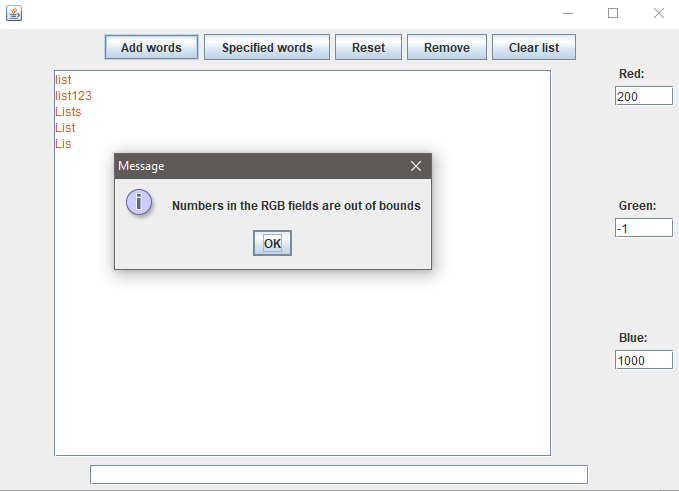 Add words Specified words Reset Remove Clear list
Red:
200
list
list123
Lists
List
Lis
Message
Numbers in the RGB fields are out of bounds
OK
Green:
-1
Blue:
1000